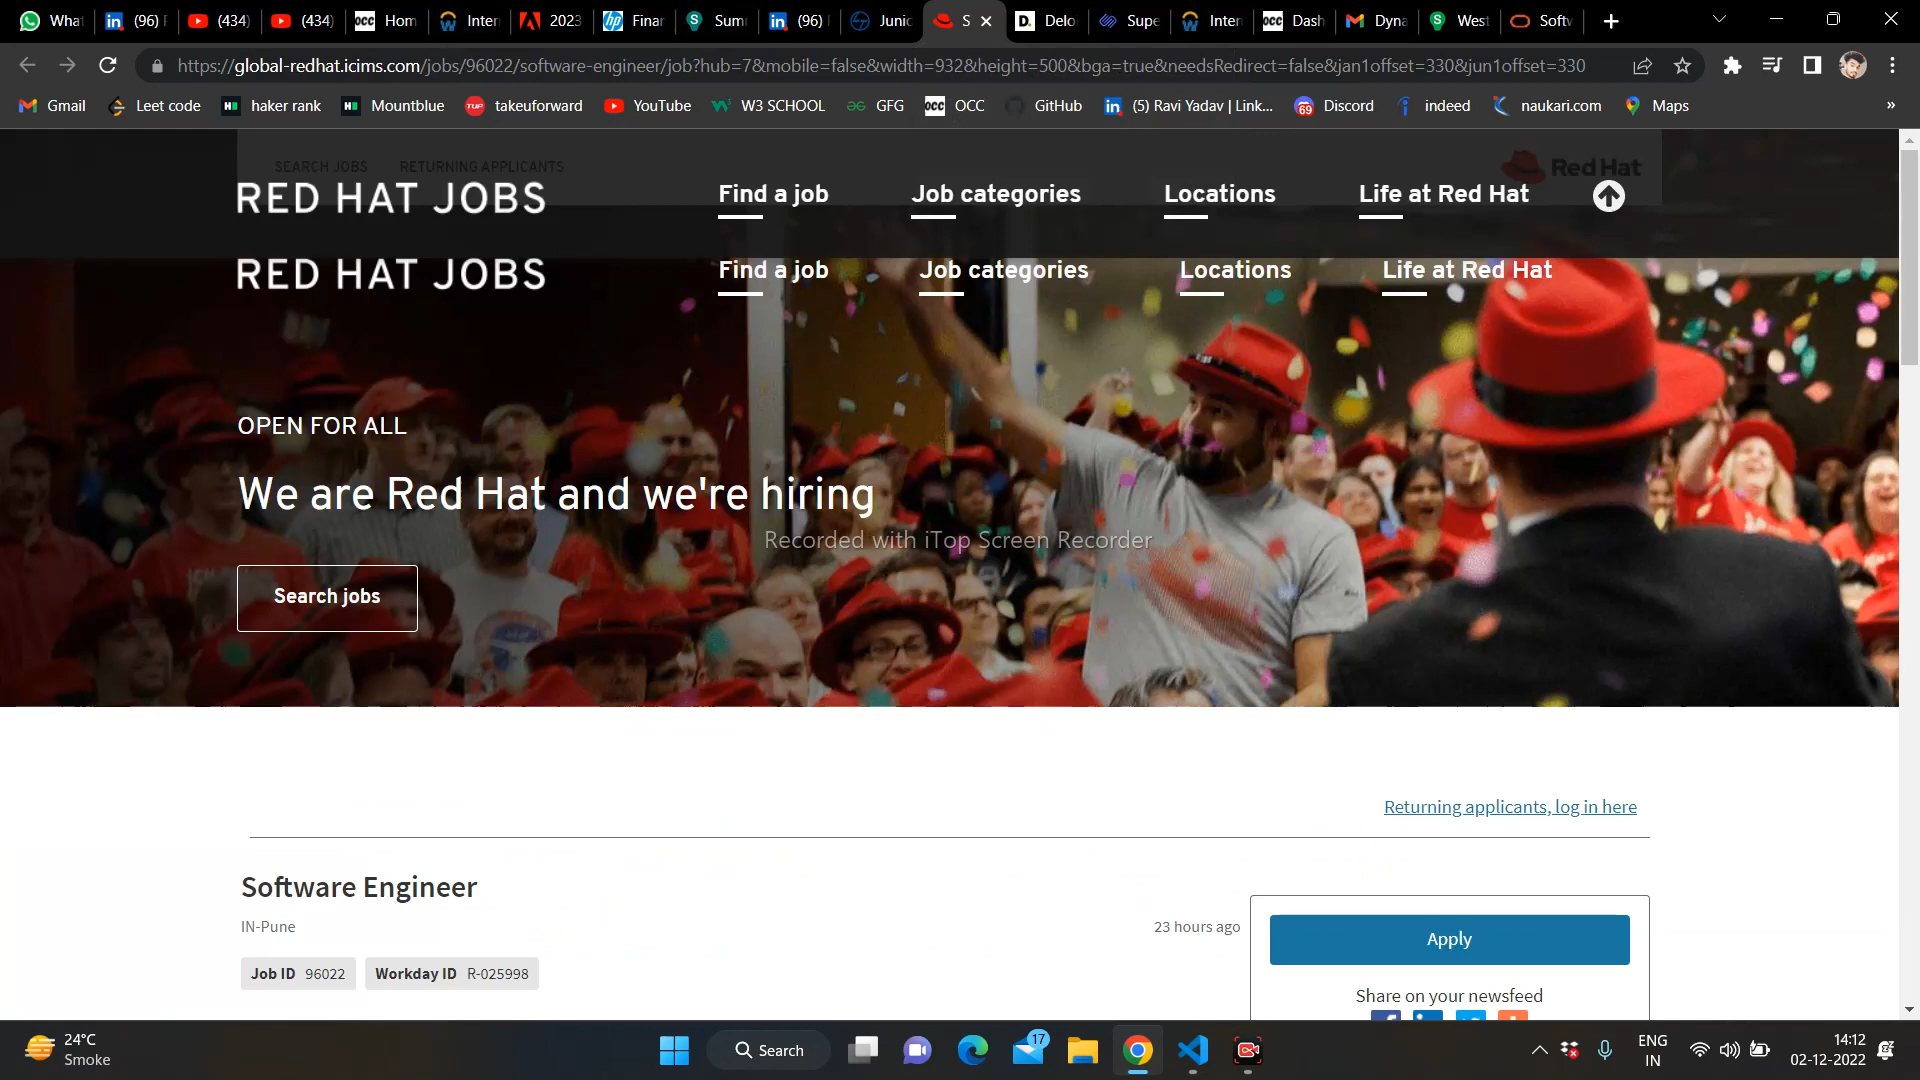 What
(96)
(434)
(434)
OCC Hom
Inter
2023
Finar
Sum
(96)
Junic
S
D. Delo
Supe
Inter
OCC Dash
Dyna
West
Softw
https://global-redhat.icims.com/jobs/96022/software-engineer/job?hub=7&mobile=false&width=932&height=500&bga=true&needsRedirect=false&jan1offset=330&jun1offset=330
Gmail
Leet code
haker rank
Mountblue
takeuforward
YouTube
W3 SCHOOL
GFG
OCC
GitHub
(5) Ravi Yadav | Link...
Discord
indeed
naukari.com
Maps
»
SEARCH JOBS RETURNING APPLICANTS
Red Hat
RED HAT JOBS Find a job Job categories Locations Life at Red Hat
RED HAT JOBS Find a job Job categories Locations Life at Red Hat
OPEN FOR ALL
We are Red Hat and we're hiring
Recorded with iTop Screen Recorder
Search jobs
Returning applicants, log in here
Software Engineer
IN-Pune
23 hours ago
Job ID 96022 Workday ID R-025998
Apply
Share on your newsfeed
24°C
Smoke
Search
17
ENG
IN
14:12
02-12-2022